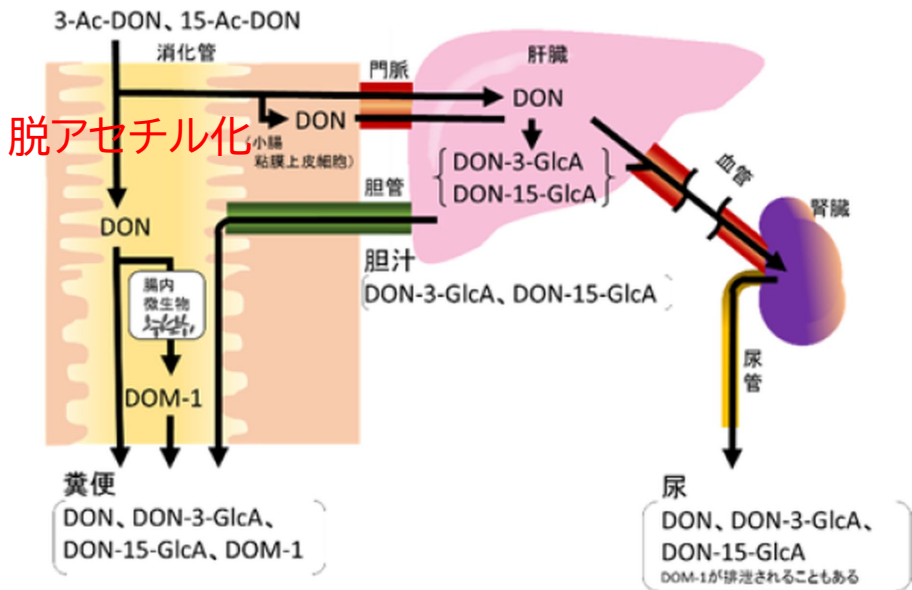 3-Ac-DON、15-Ac-DON
消化管
門脈
肝臓
DON
DON
脱アセチル化
(小腸
粘膜上皮細胞)
DON-3-GlcA
DON-15-GlcA
血管
胆管
腎臓
DON
胆汁
DON-3-GlcA、DON-15-GlcA
腸内
微生物
尿管
DOM-1
糞便
DON、DON-3-GlcA、
DON-15-GlcA、DOM-1
尿
DON、DON-3-GlcA、
DON-15-GlcA
DOM-1が排泄されることもある